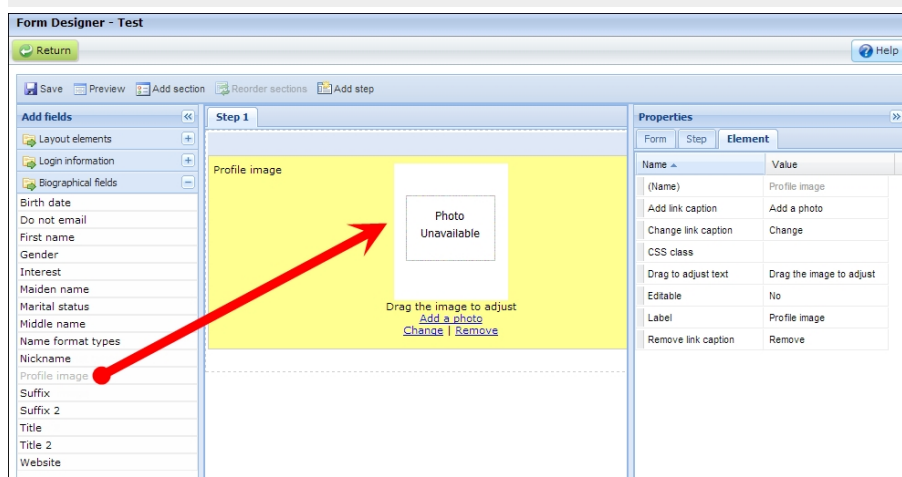 Form Designer - Test
Return
Help
Save Preview Add section Reorder sections Add step
Add fields
Layout elements
Login information
Biographical fields
Birth date
Do not email
First name
Gender
Interest
Maiden name
Marital status
Middle name
Name format types
Nickname
Profile image
Suffix
Suffix 2
Title
Title 2
Website
Step 1
Profile image
Photo
Unavailable
Drag the image to adjust
Add a photo
Change | Remove
Properties
Form Step Element
Name Value
(Name) Profile image
Add link caption Add a photo
Change link caption Change
CSS class
Drag to adjust text Drag the image to adjust
Editable No
Label Profile image
Remove link caption Remove